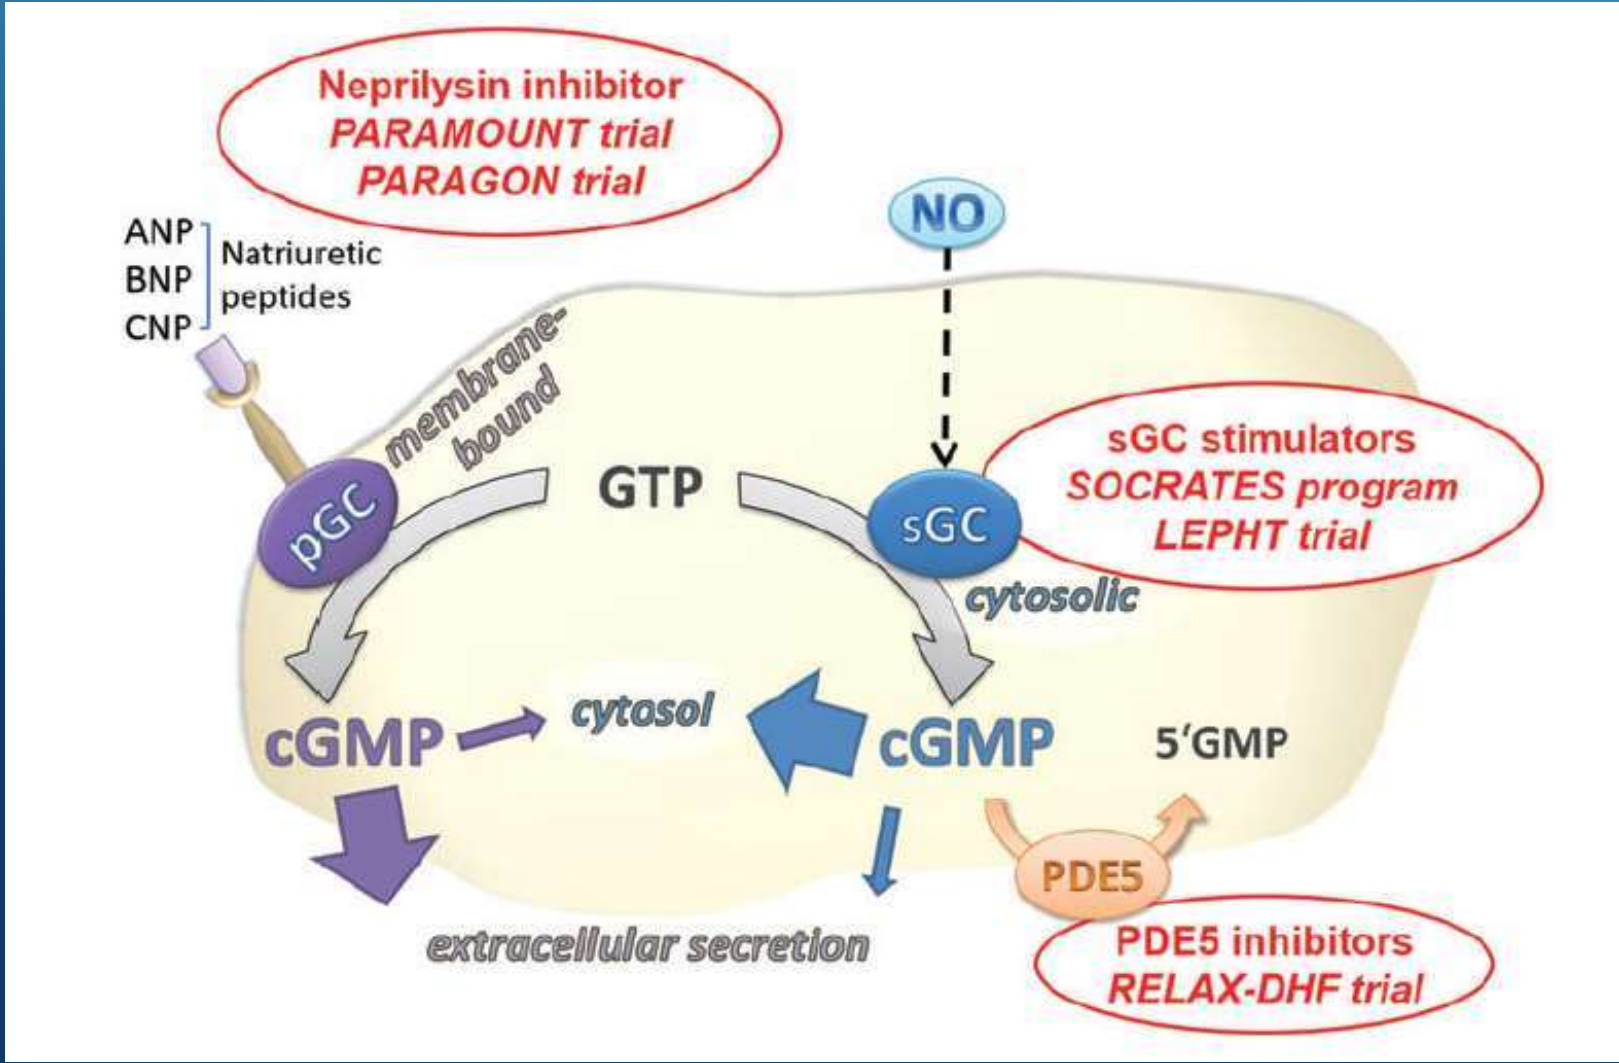 Neprilysin inhibitor
PARAMOUNT trial
PARAGON trial
ANP
BNP
CNP
Natriuretic
peptides
NO
membrane-
bound
pGC
GTP
sGC
cytosolic
sGC stimulators
SOCRATES program
LEPHT trial
cGMP
cytosol
cGMP
5‘GMP
PDE5
extracellular secretion
PDE5 inhibitors
RELAX-DHF trial